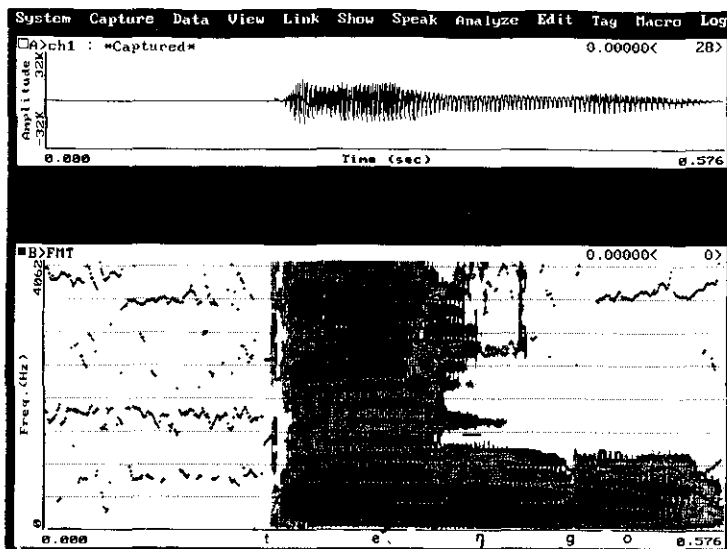 System Capture Data View Link Show Speak Analyze Edit Tag Macro Log
A>ch1 : *Captured* 0.00000< 28>
32K
Amplitude
-32K
0.000 Time (sec) 0.576
B>FMT 0.00000< 0>
4062
Freq.(Hz)
0
0.000 t e ŋ g o 0.576